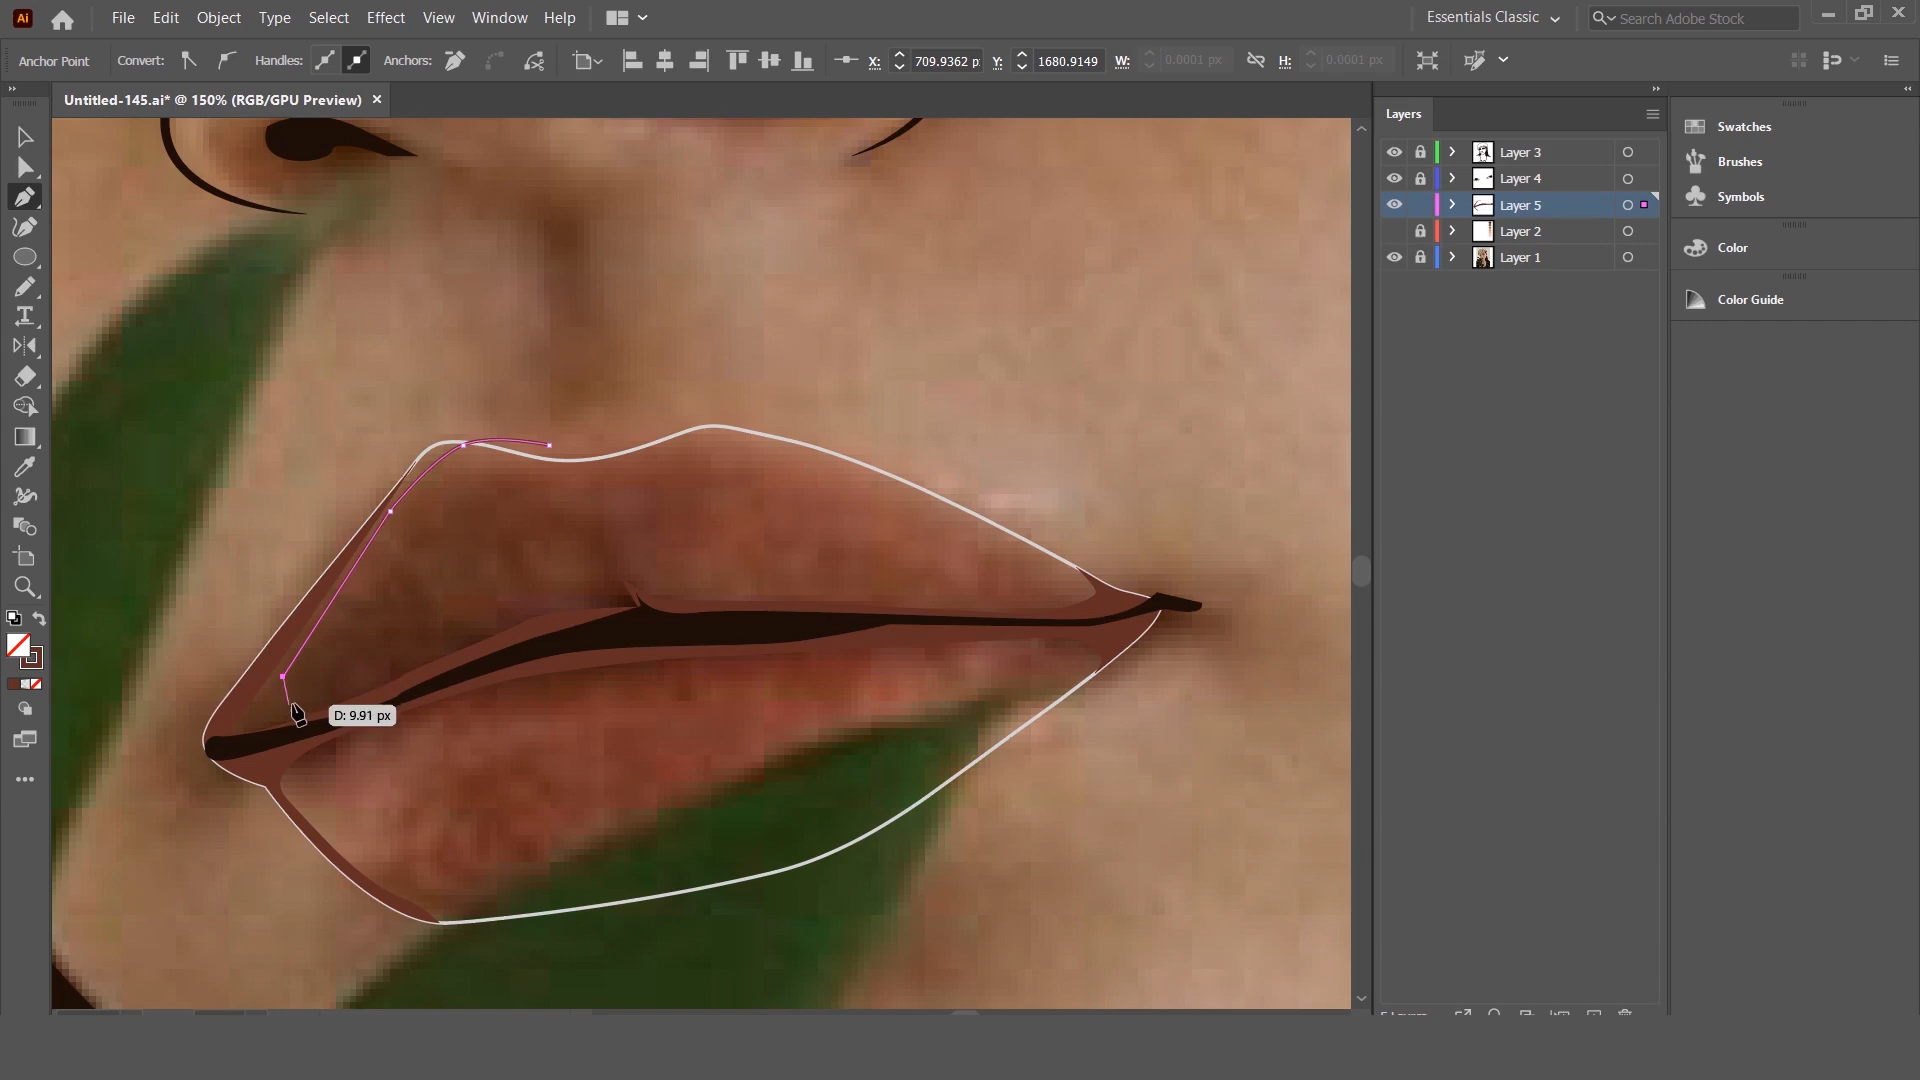 Ai File Edit Object Type Select Effect View Window Help Essentials Classic Search Adobe Stock
Anchor Point Convert: Handles: Anchors: X: 709.9362 p Y: 1680.9149 W: 0.0001 px H: 0.0001 px
Untitled-145.ai* @ 150% (RGB/GPU Preview)
Layers
Layer 3
Layer 4
Layer 5
Layer 2
Layer 1
Swatches
Brushes
Symbols
Color
Color Guide
D: 9.91 px